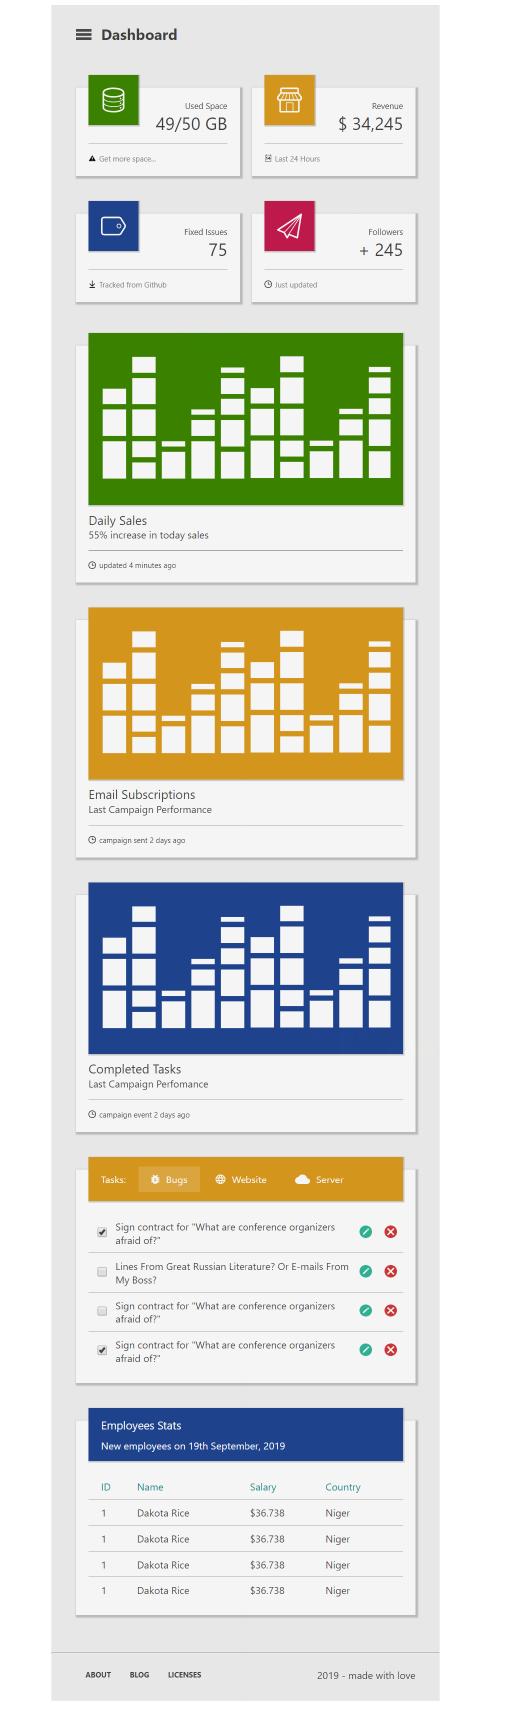 Dashboard
Used Space
49/50 GB
Get more space...
Revenue
$ 34,245
Last 24 Hours
Fixed Issues
75
Tracked from Github
Followers
+ 245
Just updated
Daily Sales
55% increase in today sales
updated 4 minutes ago
Email Subscriptions
Last Campaign Performance
campaign sent 2 days ago
Completed Tasks
Last Campaign Perfomance
campaign event 2 days ago
Tasks: Bugs Website Server
Sign contract for "What are conference organizers
afraid of?"
Lines From Great Russian Literature? Or E-mails From
My Boss?
Sign contract for "What are conference organizers
afraid of?"
Sign contract for "What are conference organizers
afraid of?"
Employees Stats
New employees on 19th September, 2019
ID Name Salary Country
1 Dakota Rice $36.738 Niger
1 Dakota Rice $36.738 Niger
1 Dakota Rice $36.738 Niger
1 Dakota Rice $36.738 Niger
ABOUT BLOG LICENSES 2019 - made with love